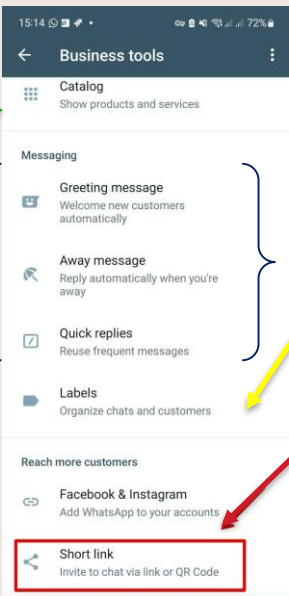 15:14 72%
Business tools
Catalog
Show products and services
Messaging
Greeting message
Welcome new customers
automatically
Away message
Reply automatically when you're
away
Quick replies
Reuse frequent messages
Labels
Organize chats and customers
Reach more customers
Facebook & Instagram
Add WhatsApp to your accounts
Short link
Invite to chat via link or QR Code